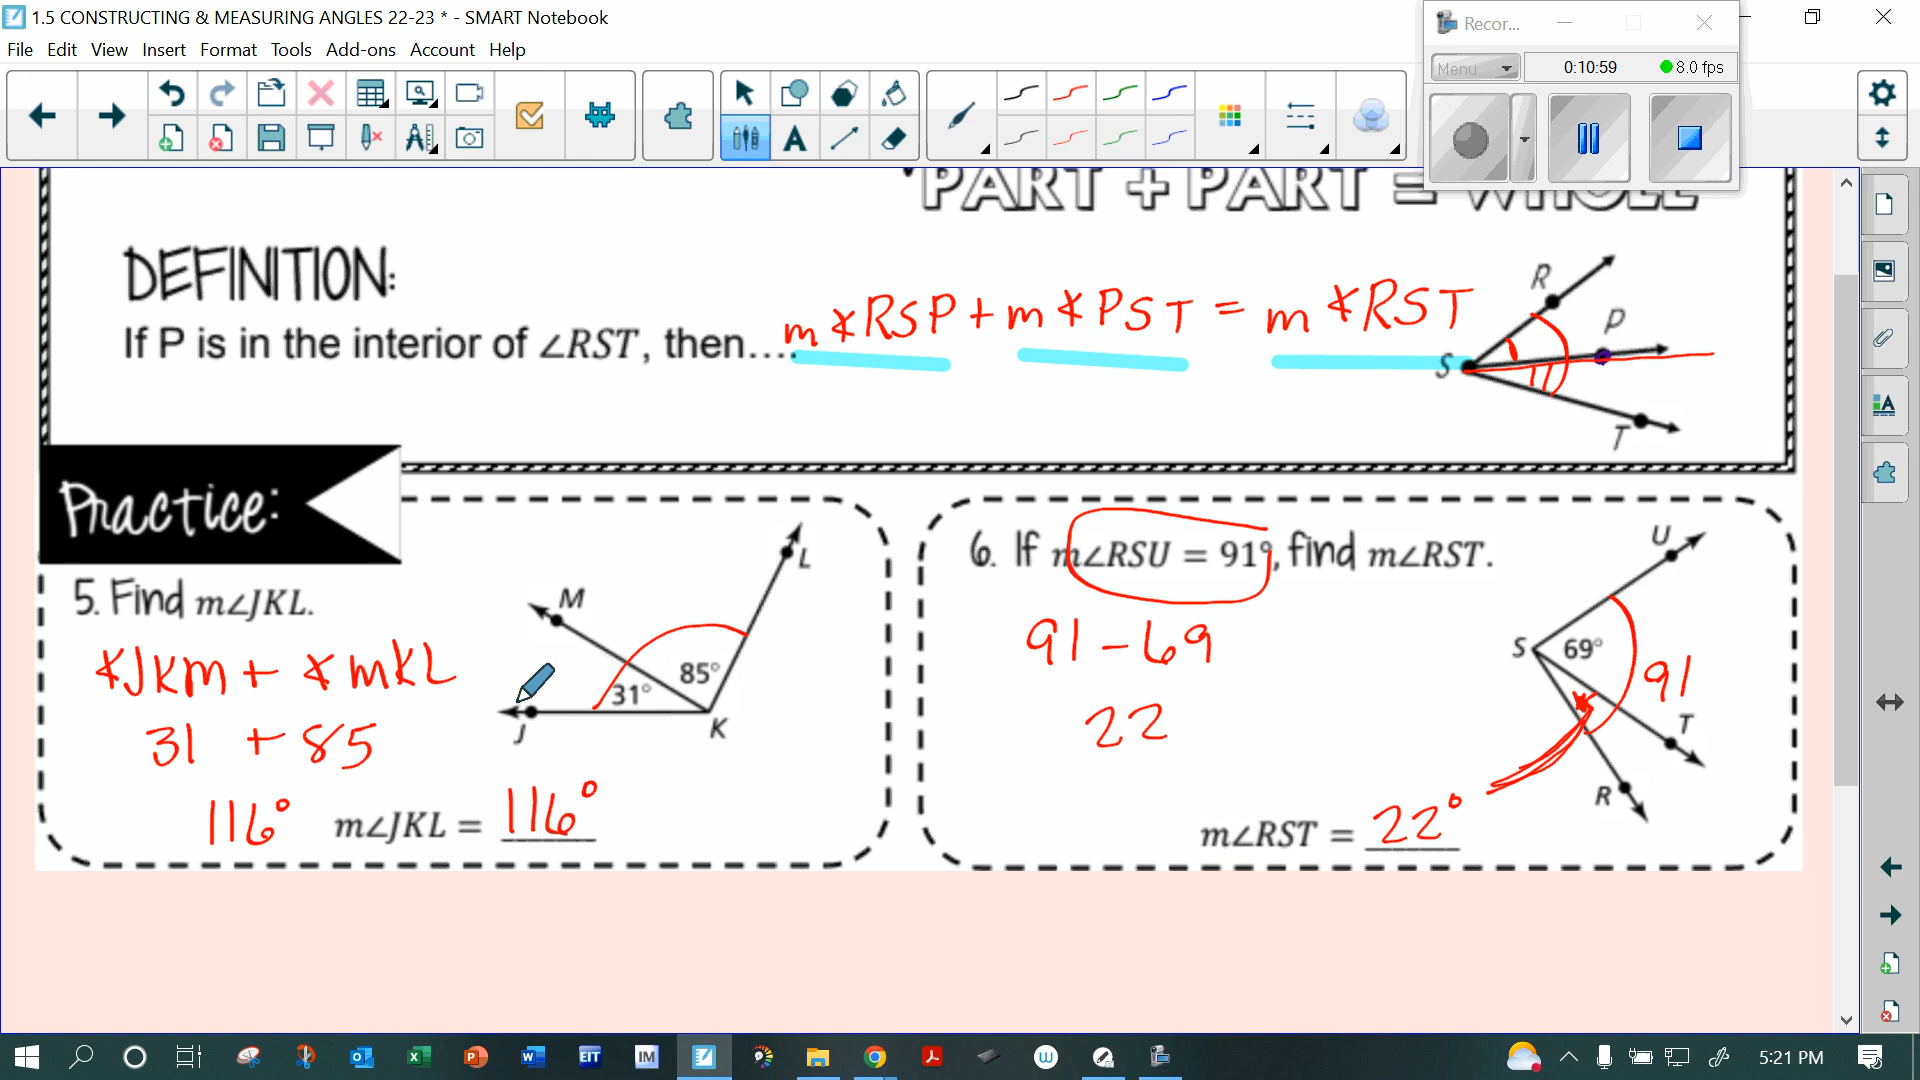 1.5 CONSTRUCTING & MEASURING ANGLES 22-23 * - SMART Notebook
File Edit View Insert Format Tools Add-ons Account Help
Recor...
Menu 0:10:59 8.0 fps
PART + PART = WHOLE
DEFINITION:
If P is in the interior of ∠RST, then....
m∡RSP + m∡PST = m∡RST
R
P
S
T
Practice:
5. Find m∠JKL.
∡JKM + ∡MKL
31 + 85
116°
m∠JKL = 116°
M
L
85°
31°
J
K
6. If m∠RSU = 91°, find m∠RST.
91 - 69
22
m∠RST = 22°
U
S
69°
91
T
R
5:21 PM